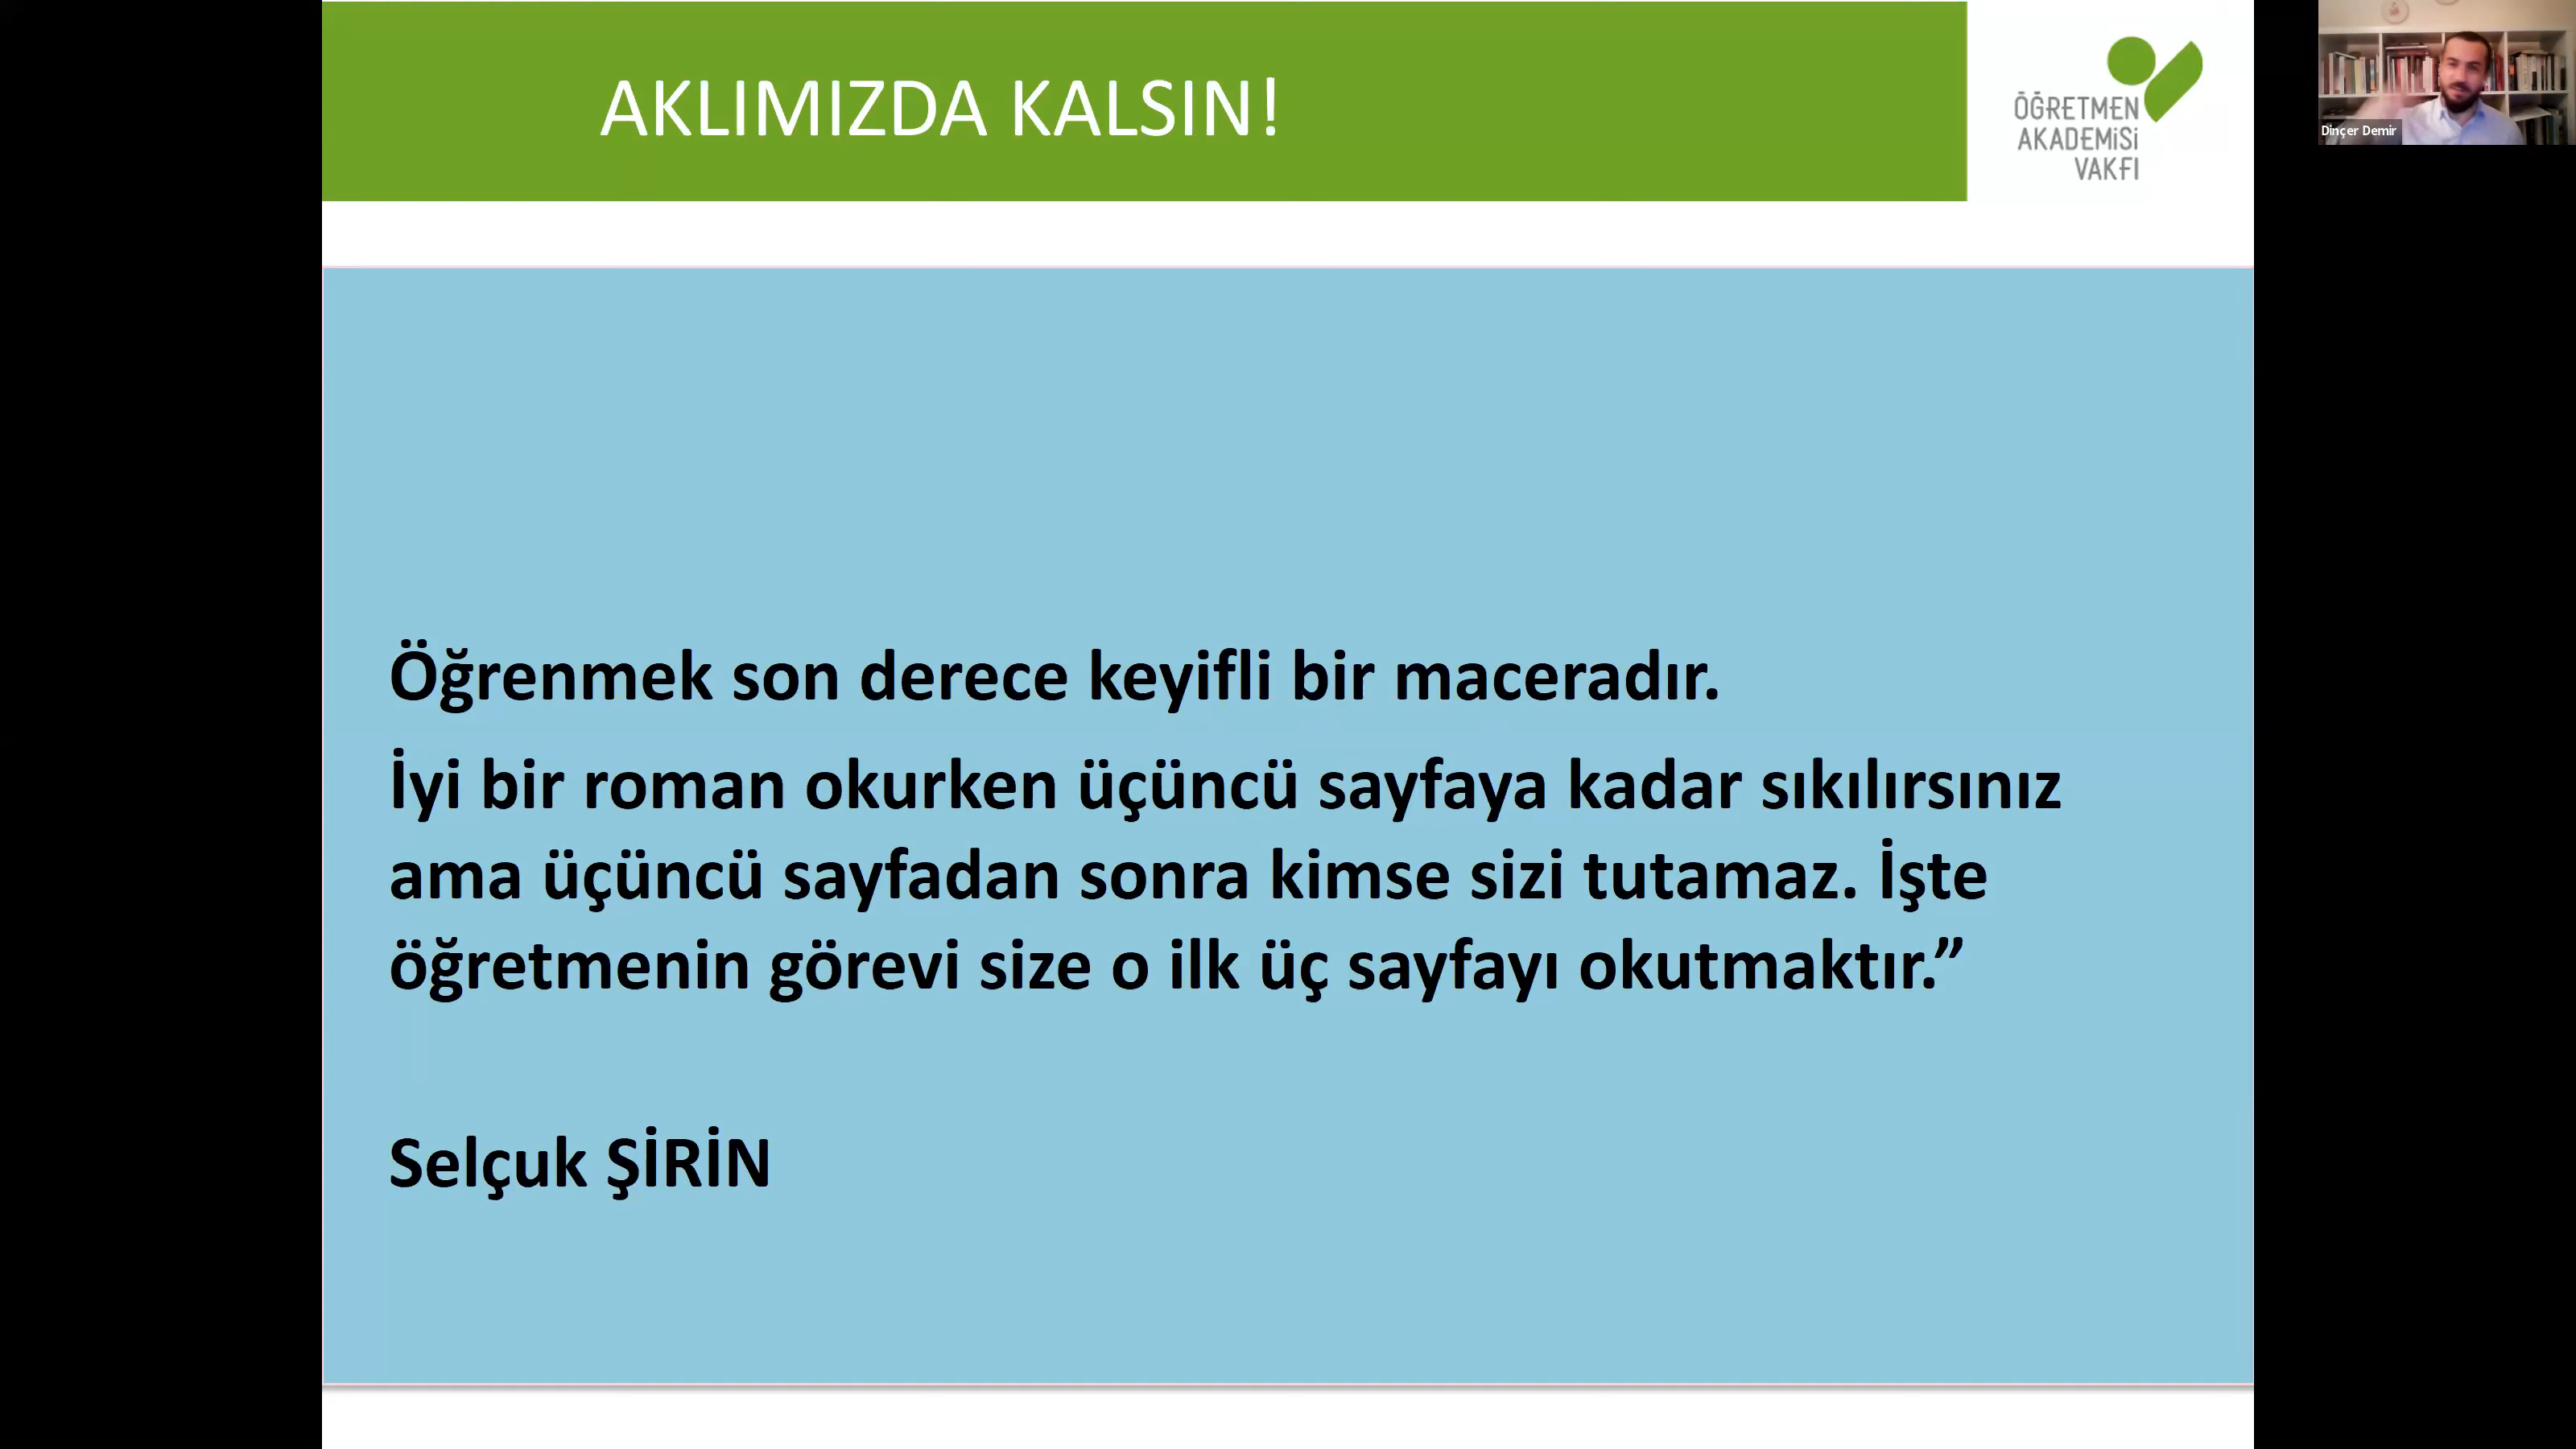 AKLIMIZDA KALSIN!
ÖĞRETMEN
AKADEMİSİ
VAKFI
Dinçer Demir
Öğrenmek son derece keyifli bir maceradır.
İyi bir roman okurken üçüncü sayfaya kadar sıkılırsınız
ama üçüncü sayfadan sonra kimse sizi tutamaz. İşte
öğretmenin görevi size o ilk üç sayfayı okutmaktır.”
Selçuk ŞİRİN